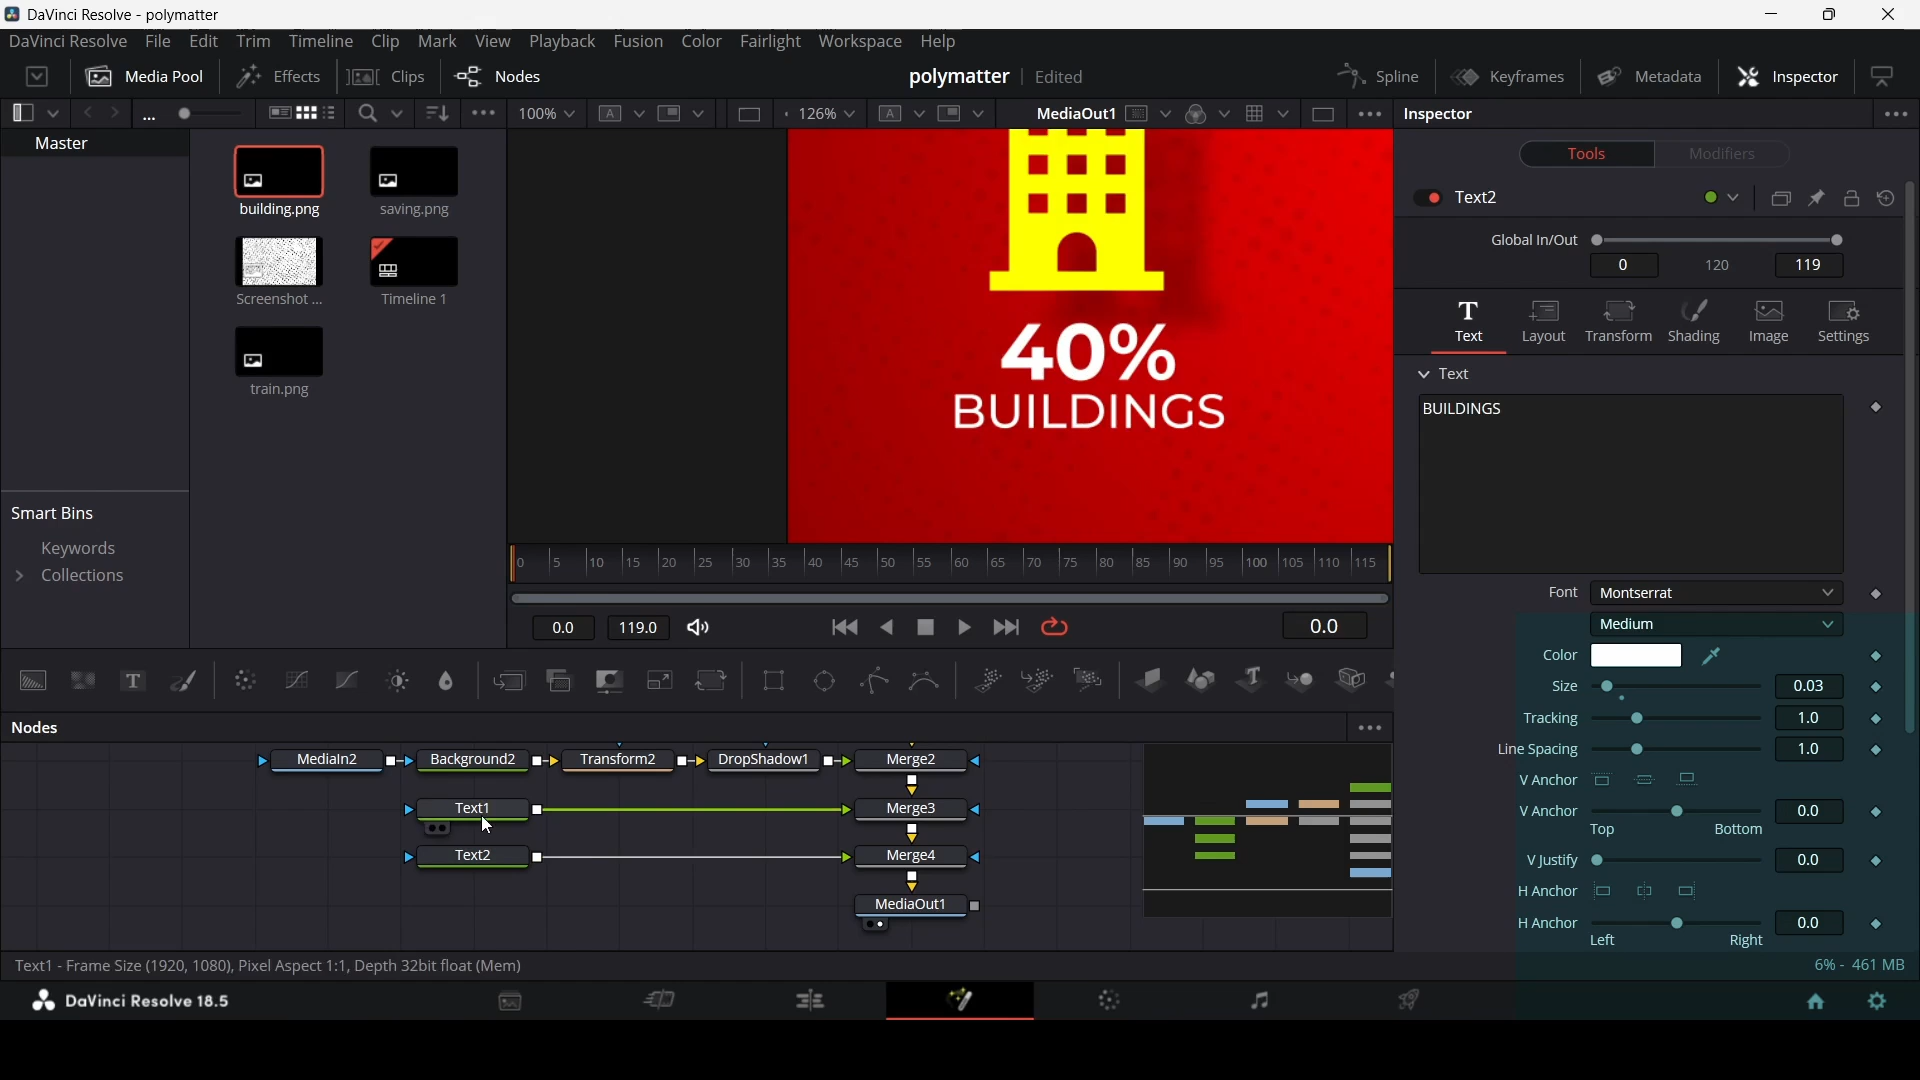 DaVinci Resolve - polymatter
DaVinci Resolve File Edit Trim Timeline Clip Mark View Playback Fusion Color Fairlight Workspace Help
Media Pool Effects Clips Nodes polymatter Edited Spline Keyframes Metadata Inspector
... 100% A 126% A MediaOut1 Inspector
Master
Tools Modifiers
building.png saving.png
Text2
Global In/Out
0 120 119
Screenshot ... Timeline 1
T
Text Layout Transform Shading Image Settings
40%
train.png
Text
BUILDINGS
BUILDINGS
Smart Bins
Keywords
Collections
0 5 10 15 20 25 30 35 40 45 50 55 60 65 70 75 80 85 90 95 100 105 110 115
Font Montserrat
Medium
0.0 119.0 0.0
Color
T T
Size 0.03
Tracking 1.0
Nodes
Line Spacing 1.0
MediaIn2 Background2 Transform2 DropShadow1 Merge2
V Anchor
Text1 Merge3
V Anchor 0.0
Top Bottom
Text2 Merge4
V Justify 0.0
H Anchor
MediaOut1
H Anchor 0.0
Left Right
Text1 - Frame Size (1920, 1080), Pixel Aspect 1:1, Depth 32bit float (Mem)
6% - 461 MB
DaVinci Resolve 18.5